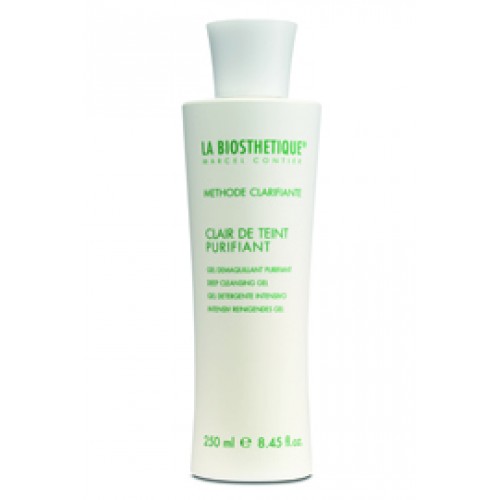 LA BIOSTHETIQUE®
MARCEL CONTIER
METHODE CLARIFIANTE
CLAIR DE TEINT
PURIFIANT
GEL DEMAQUILLANT PURIFIANT
DEEP CLEANSING GEL
GEL DETERGENTE INTENSIVO
INTENSIV REINIGENDES GEL
250 ml ℮ 8.45 fl.oz.